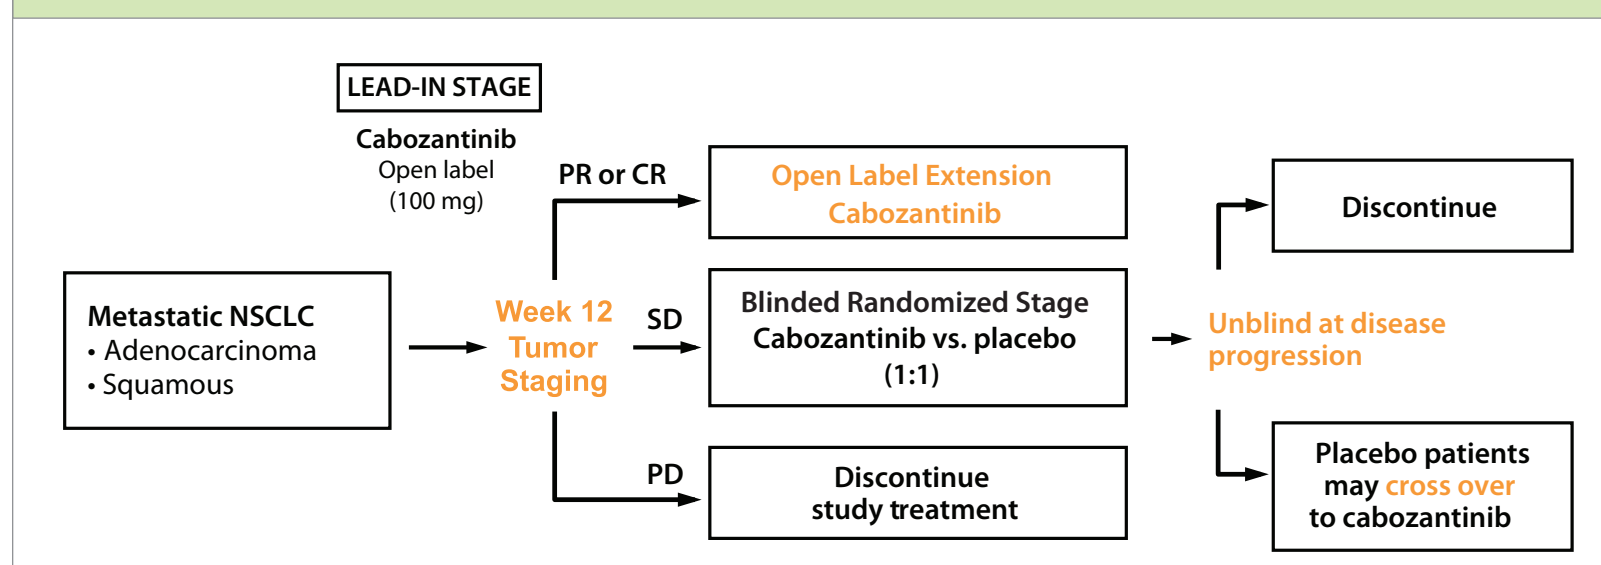 LEAD-IN STAGE
Cabozantinib
Open label
(100 mg)
Metastatic NSCLC
• Adenocarcinoma
• Squamous
Week 12
Tumor
Staging
PR or CR
Open Label Extension
Cabozantinib
SD
Blinded Randomized Stage
Cabozantinib vs. placebo
(1:1)
PD
Discontinue
study treatment
Unblind at disease
progression
Discontinue
Placebo patients
may cross over
to cabozantinib